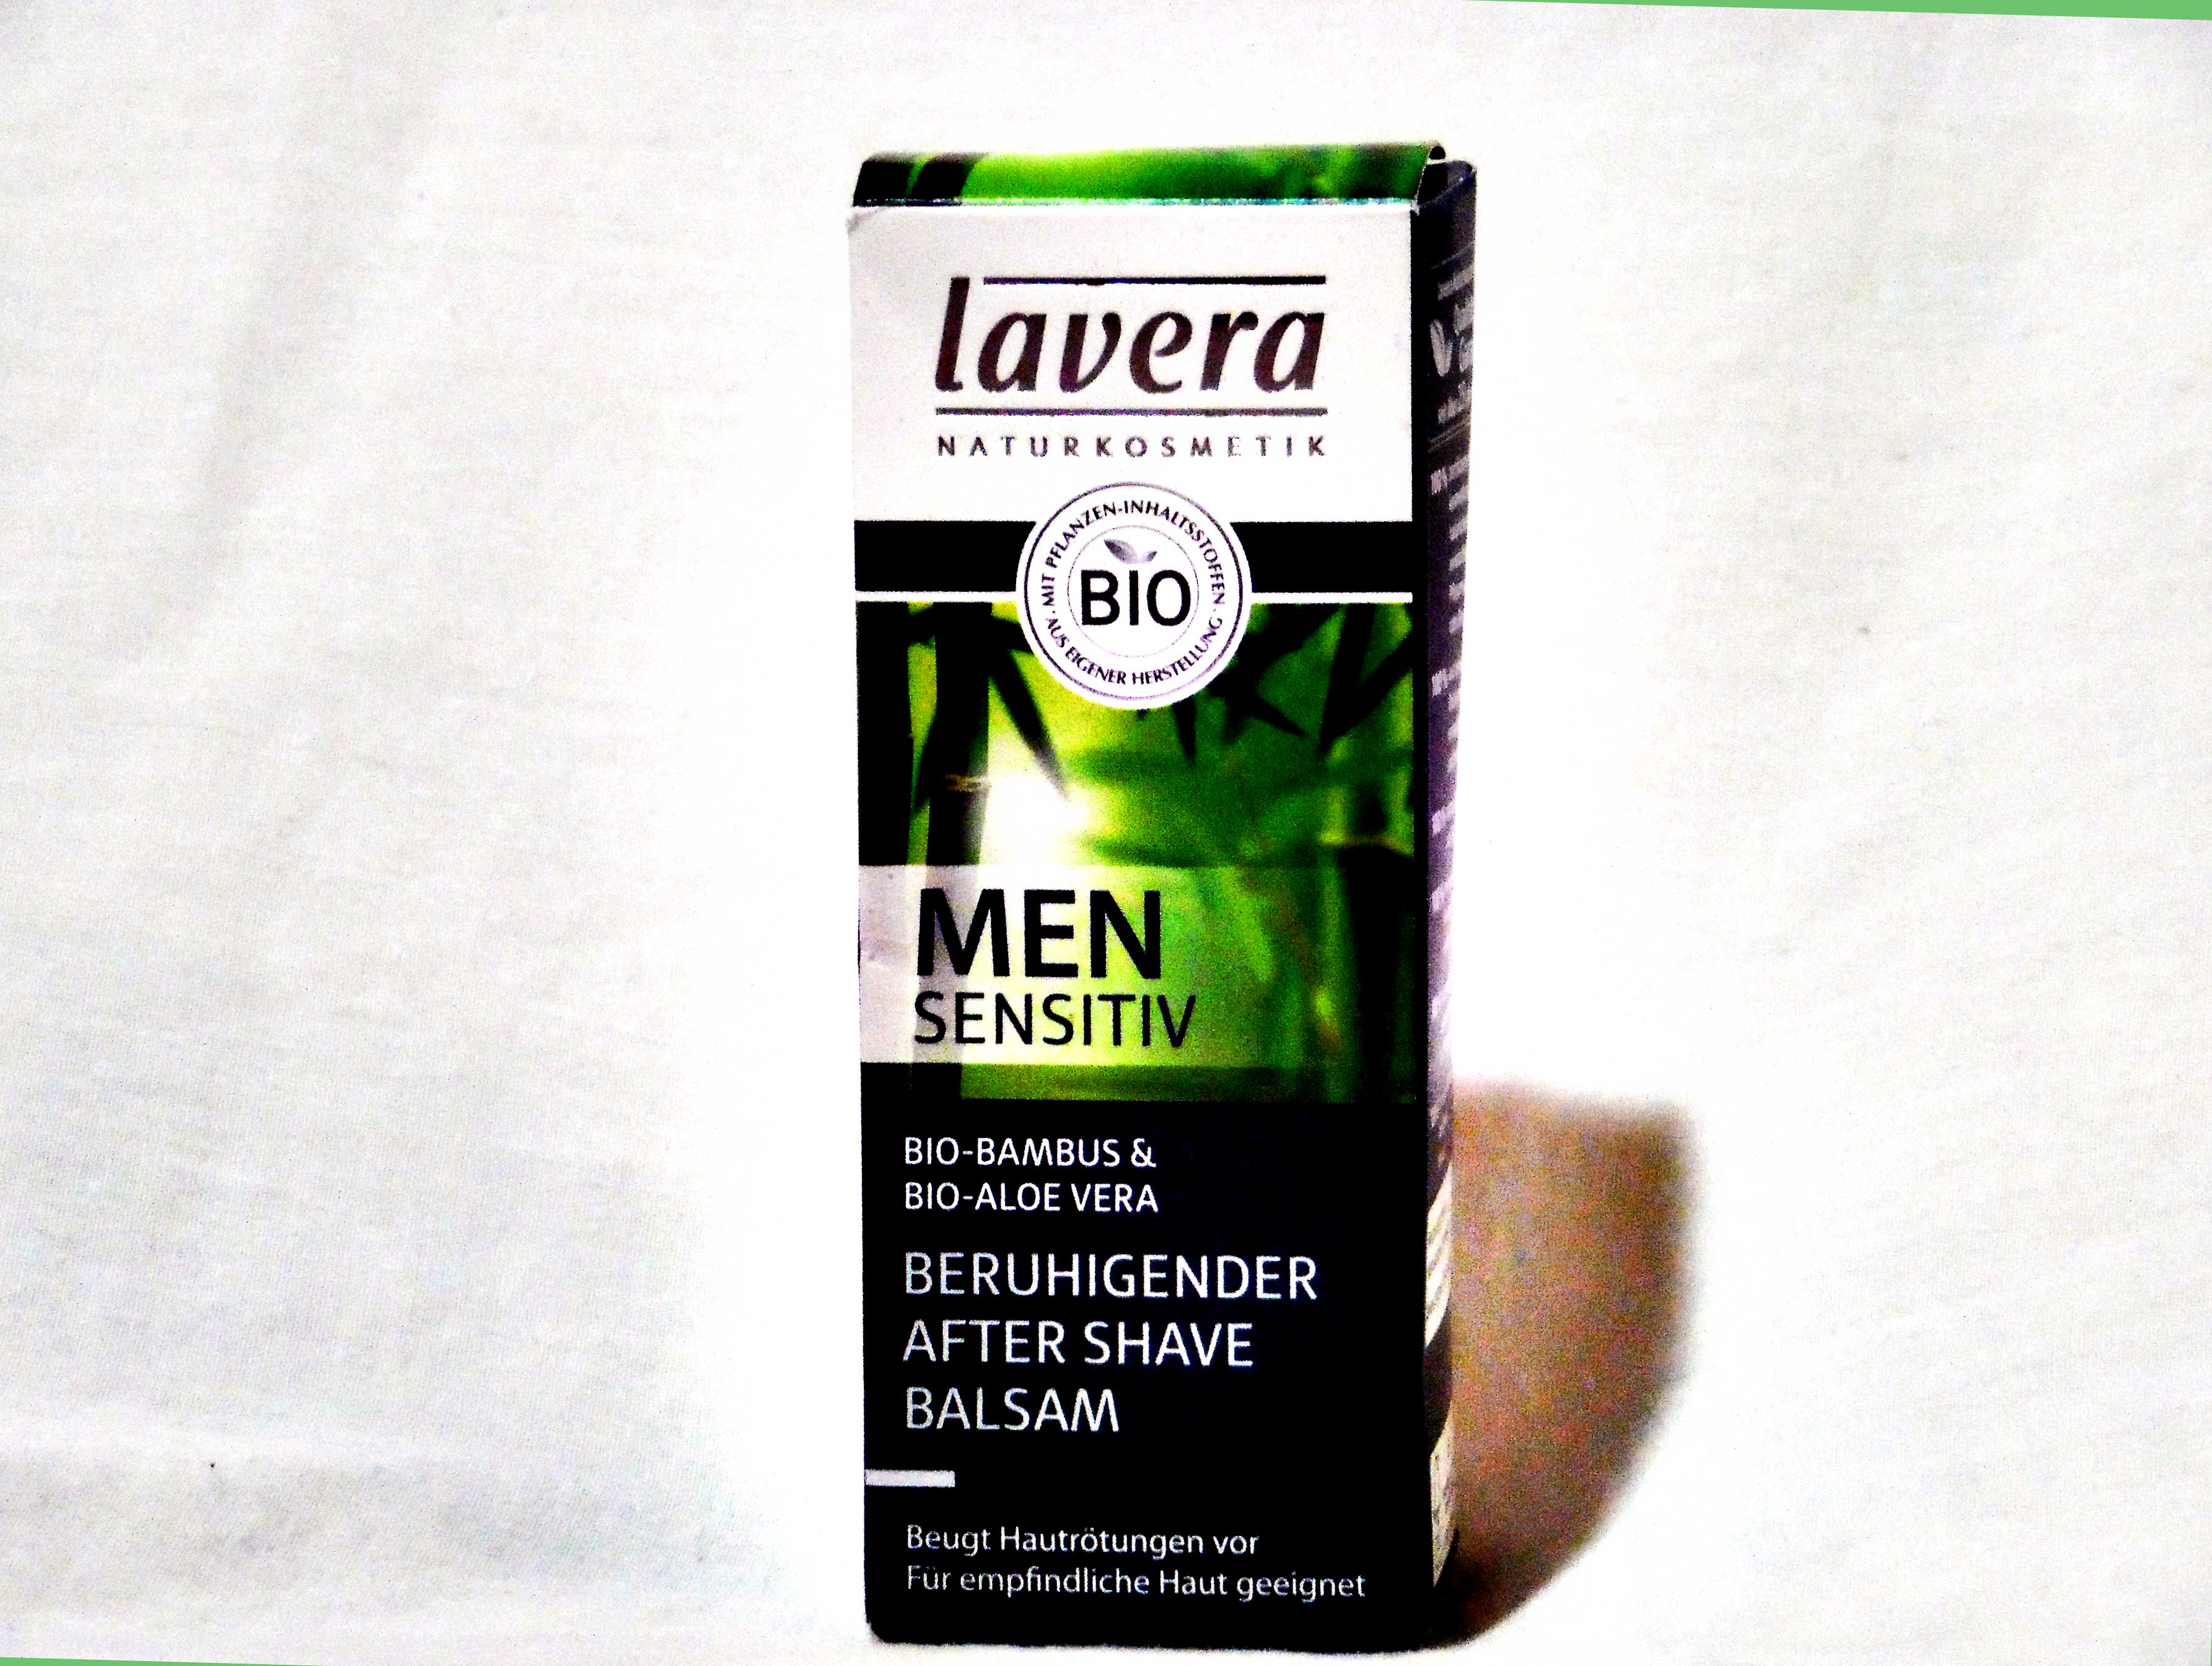 lavera
NATURKOSMETIK
· MIT PFLANZEN-INHALTSSTOFFEN ·
AUS EIGENER HERSTELLUNG
BIO
MEN
SENSITIV
BIO-BAMBUS &
BIO-ALOE VERA
BERUHIGENDER
AFTER SHAVE
BALSAM
Beugt Hautrötungen vor
Für empfindliche Haut geeignet